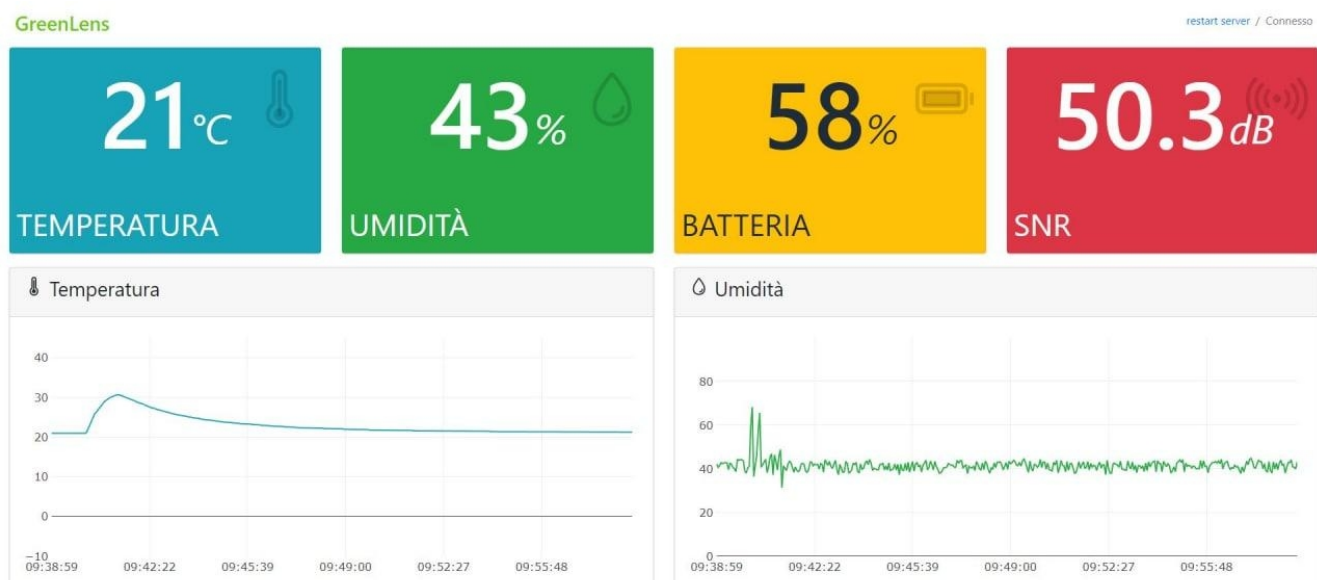 GreenLens
restart server / Connesso
21°C
TEMPERATURA
43%
UMIDITÀ
58%
BATTERIA
50.3dB
SNR
Temperatura
40
30
20
10
0
−10
09:38:59 09:42:22 09:45:39 09:49:00 09:52:27 09:55:48
Umidità
80
60
40
20
0
09:38:59 09:42:22 09:45:39 09:49:00 09:52:27 09:55:48